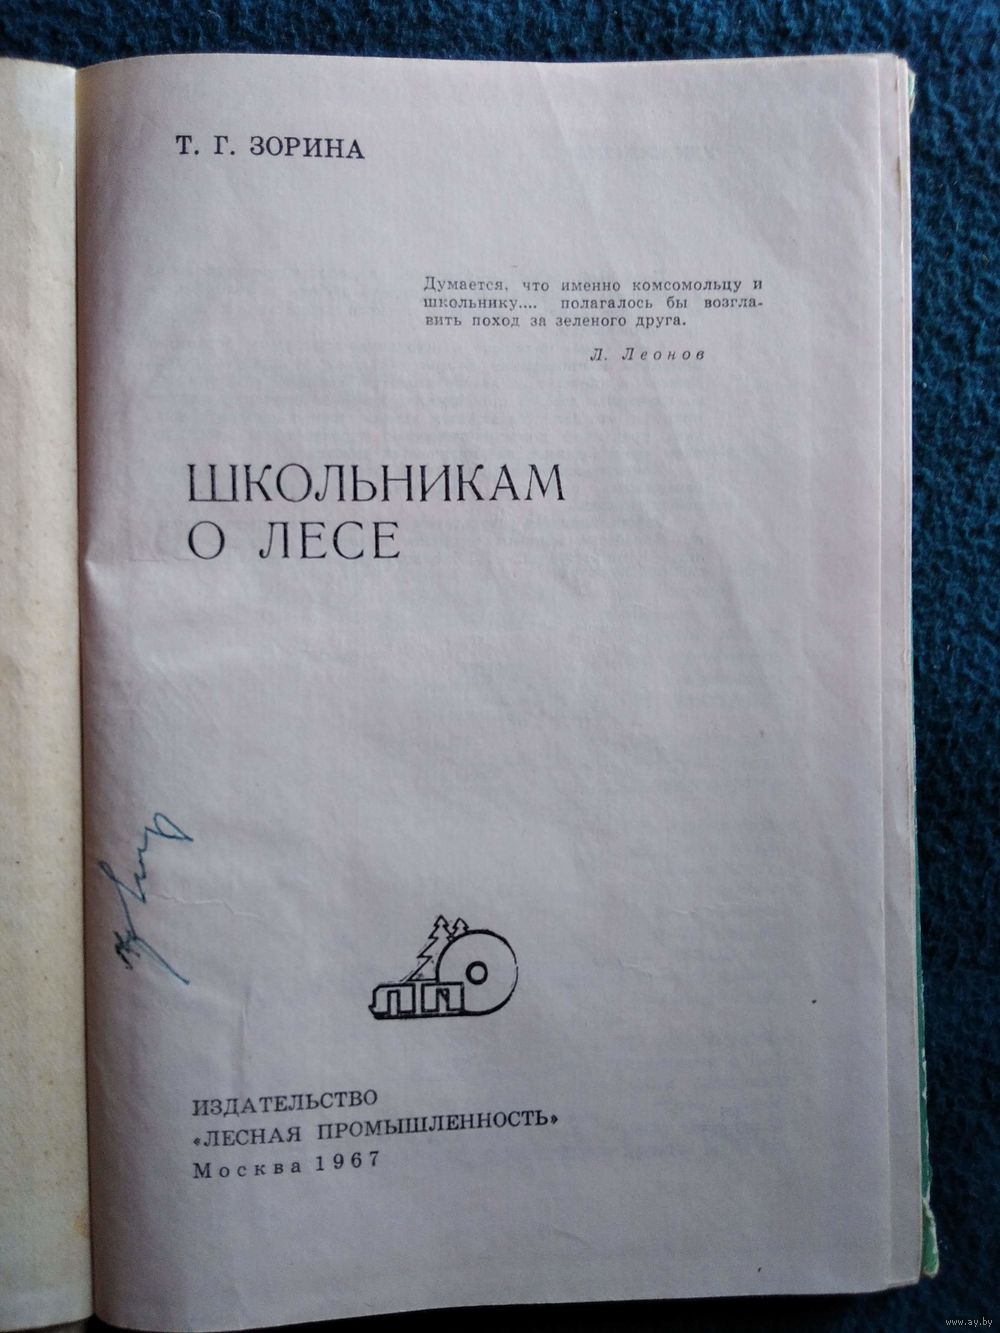 Т. Г. ЗОРИНА
Думается, что именно комсомольцу и
школьнику.... полагалось бы возгла-
вить поход за зеленого друга.
Л. Леонов
ШКОЛЬНИКАМ
О ЛЕСЕ
ЛП
ИЗДАТЕЛЬСТВО
«ЛЕСНАЯ ПРОМЫШЛЕННОСТЬ»
Москва 1967
www.ay.by